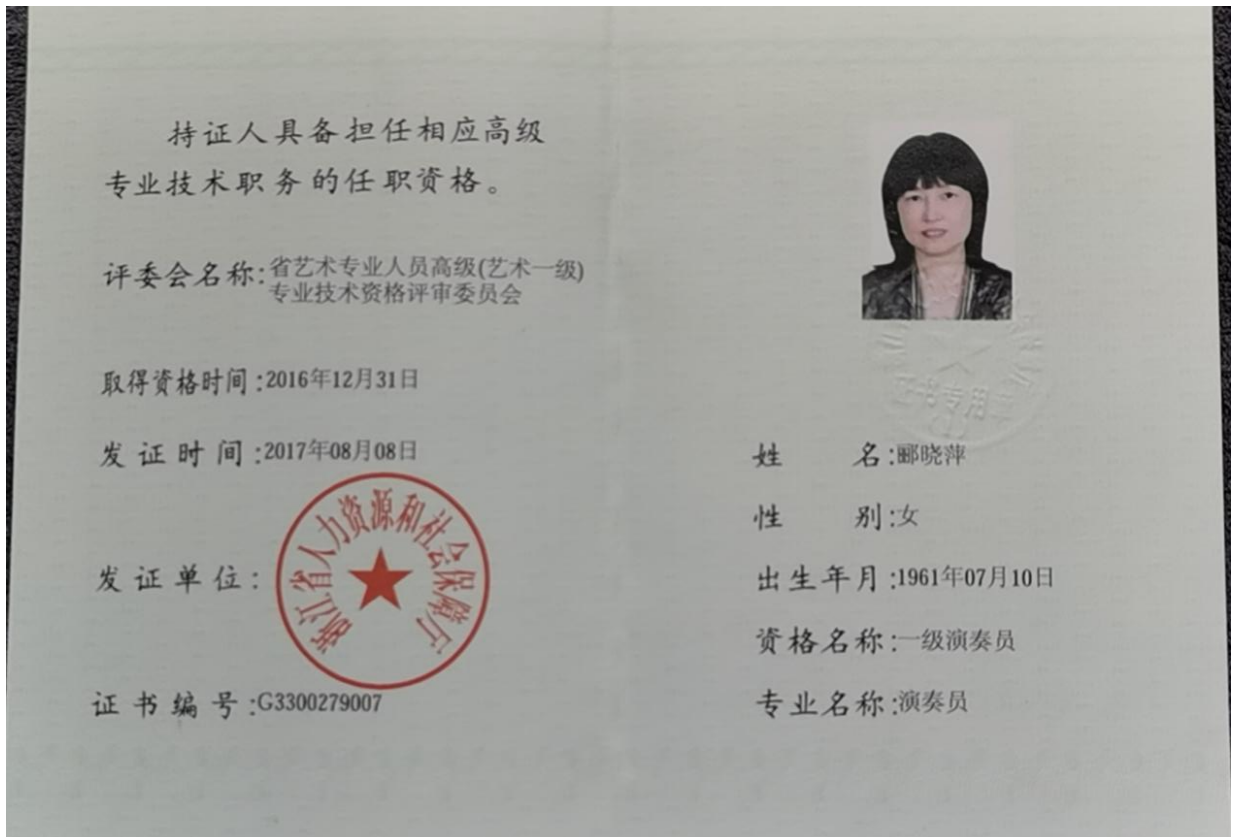 持证人具备担任相应高级
专业技术职务的任职资格。
评委会名称:省艺术专业人员高级(艺术一级)
专业技术资格评审委员会
取得资格时间:2016年12月31日
发证时间:2017年08月08日
发证单位:
浙江省人力资源和社会保障厅
证书编号:G3300279007
证书专用章
姓名:郦晓萍
性别:女
出生年月:1961年07月10日
资格名称:一级演奏员
专业名称:演奏员